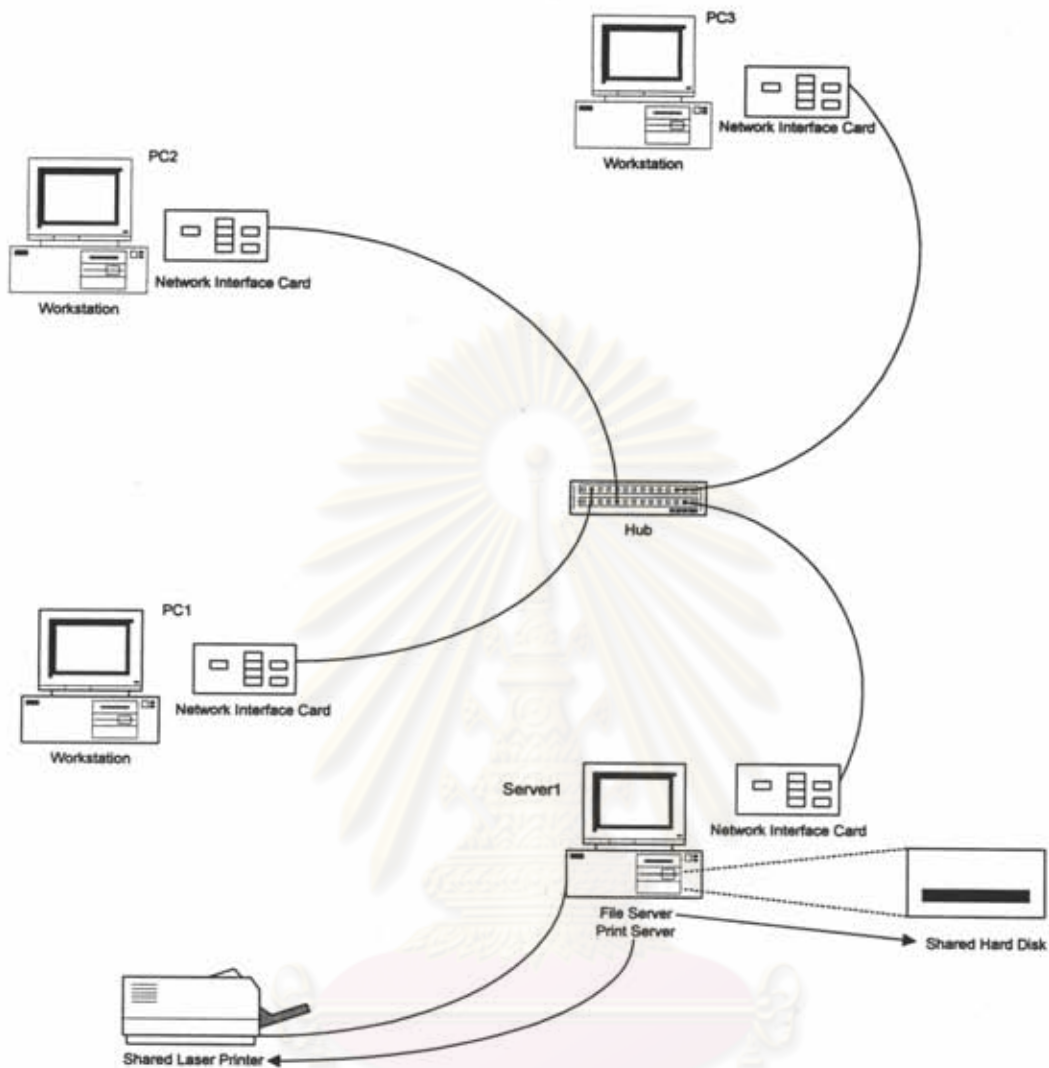 PC3
Network Interface Card
Workstation
PC2
Network Interface Card
Workstation
Hub
PC1
Network Interface Card
Workstation
Server1
Network Interface Card
File Server
Print Server
Shared Hard Disk
Shared Laser Printer